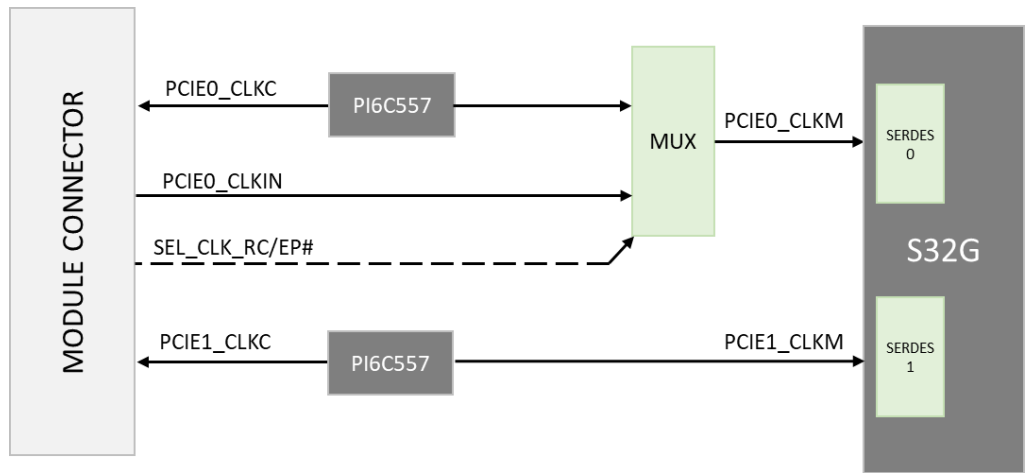 MODULE CONNECTOR
PCIE0_CLKC
PI6C557
MUX
PCIE0_CLKM
SERDES
0
PCIE0_CLKIN
SEL_CLK_RC/EP#
S32G
PCIE1_CLKC
PI6C557
PCIE1_CLKM
SERDES
1